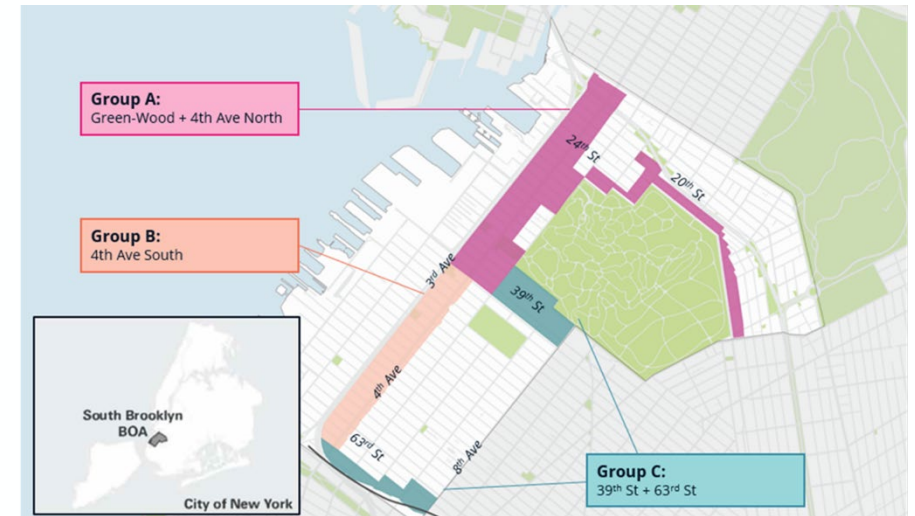 Group A:
Green-Wood + 4th Ave North
24th St
20th St
Group B:
4th Ave South
3rd Ave
39th St
4th Ave
63rd St
8th Ave
South Brooklyn
BOA
City of New York
Group C:
39th St + 63rd St